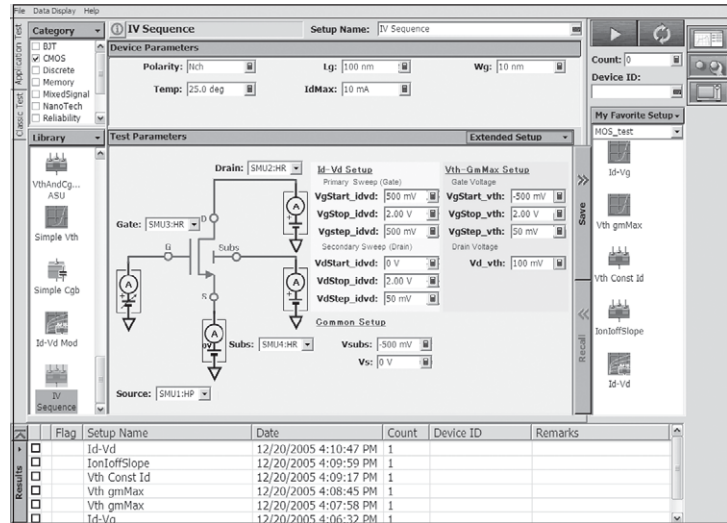 File Data Display Help
Application Test
Classic Test
Category
BJT
CMOS
Discrete
Memory
MixedSignal
NanoTech
Reliability
Library
VthAndCg...
ASU
Simple Vth
Simple Cgb
Id-Vd Mod
IV
Sequence
IV Sequence
Setup Name: IV Sequence
Device Parameters
Polarity: Nch
Lg: 100 nm
Wg: 10 nm
Temp: 25.0 deg
IdMax: 10 mA
Test Parameters
Extended Setup
Drain: SMU2:HR
Gate: SMU3:HR
D
G
Subs
S
A
A
A
A
0V
Subs: SMU4:HR
Source: SMU1:HP
Id-Vd Setup
Primary Sweep (Gate)
VgStart_idvd: 500 mV
VgStop_idvd: 2.00 V
Vgstep_idvd: 500 mV
Secondary Sweep (Drain)
VdStart_idvd: 0 V
VdStop_idvd: 2.00 V
VdStep_idvd: 50 mV
Common Setup
Vsubs: -500 mV
Vs: 0 V
Vth-GmMax Setup
Gate Voltage
VgStart_vth: -500 mV
VgStop_vth: 2.00 V
VgStep_vth: 50 mV
Drain Voltage
Vd_vth: 100 mV
Save
Recall
Count: 0
Device ID:
My Favorite Setup
MOS_test
Id-Vg
Vth gmMax
Vth Const Id
IonIoffSlope
Id-Vd
Results
Flag Setup Name Date Count Device ID Remarks
Id-Vd 12/20/2005 4:10:47 PM 1
IonIoffSlope 12/20/2005 4:09:59 PM 1
Vth Const Id 12/20/2005 4:09:17 PM 1
Vth gmMax 12/20/2005 4:08:45 PM 1
Vth gmMax 12/20/2005 4:07:58 PM 1
Id-Vg 12/20/2005 4:06:32 PM 1